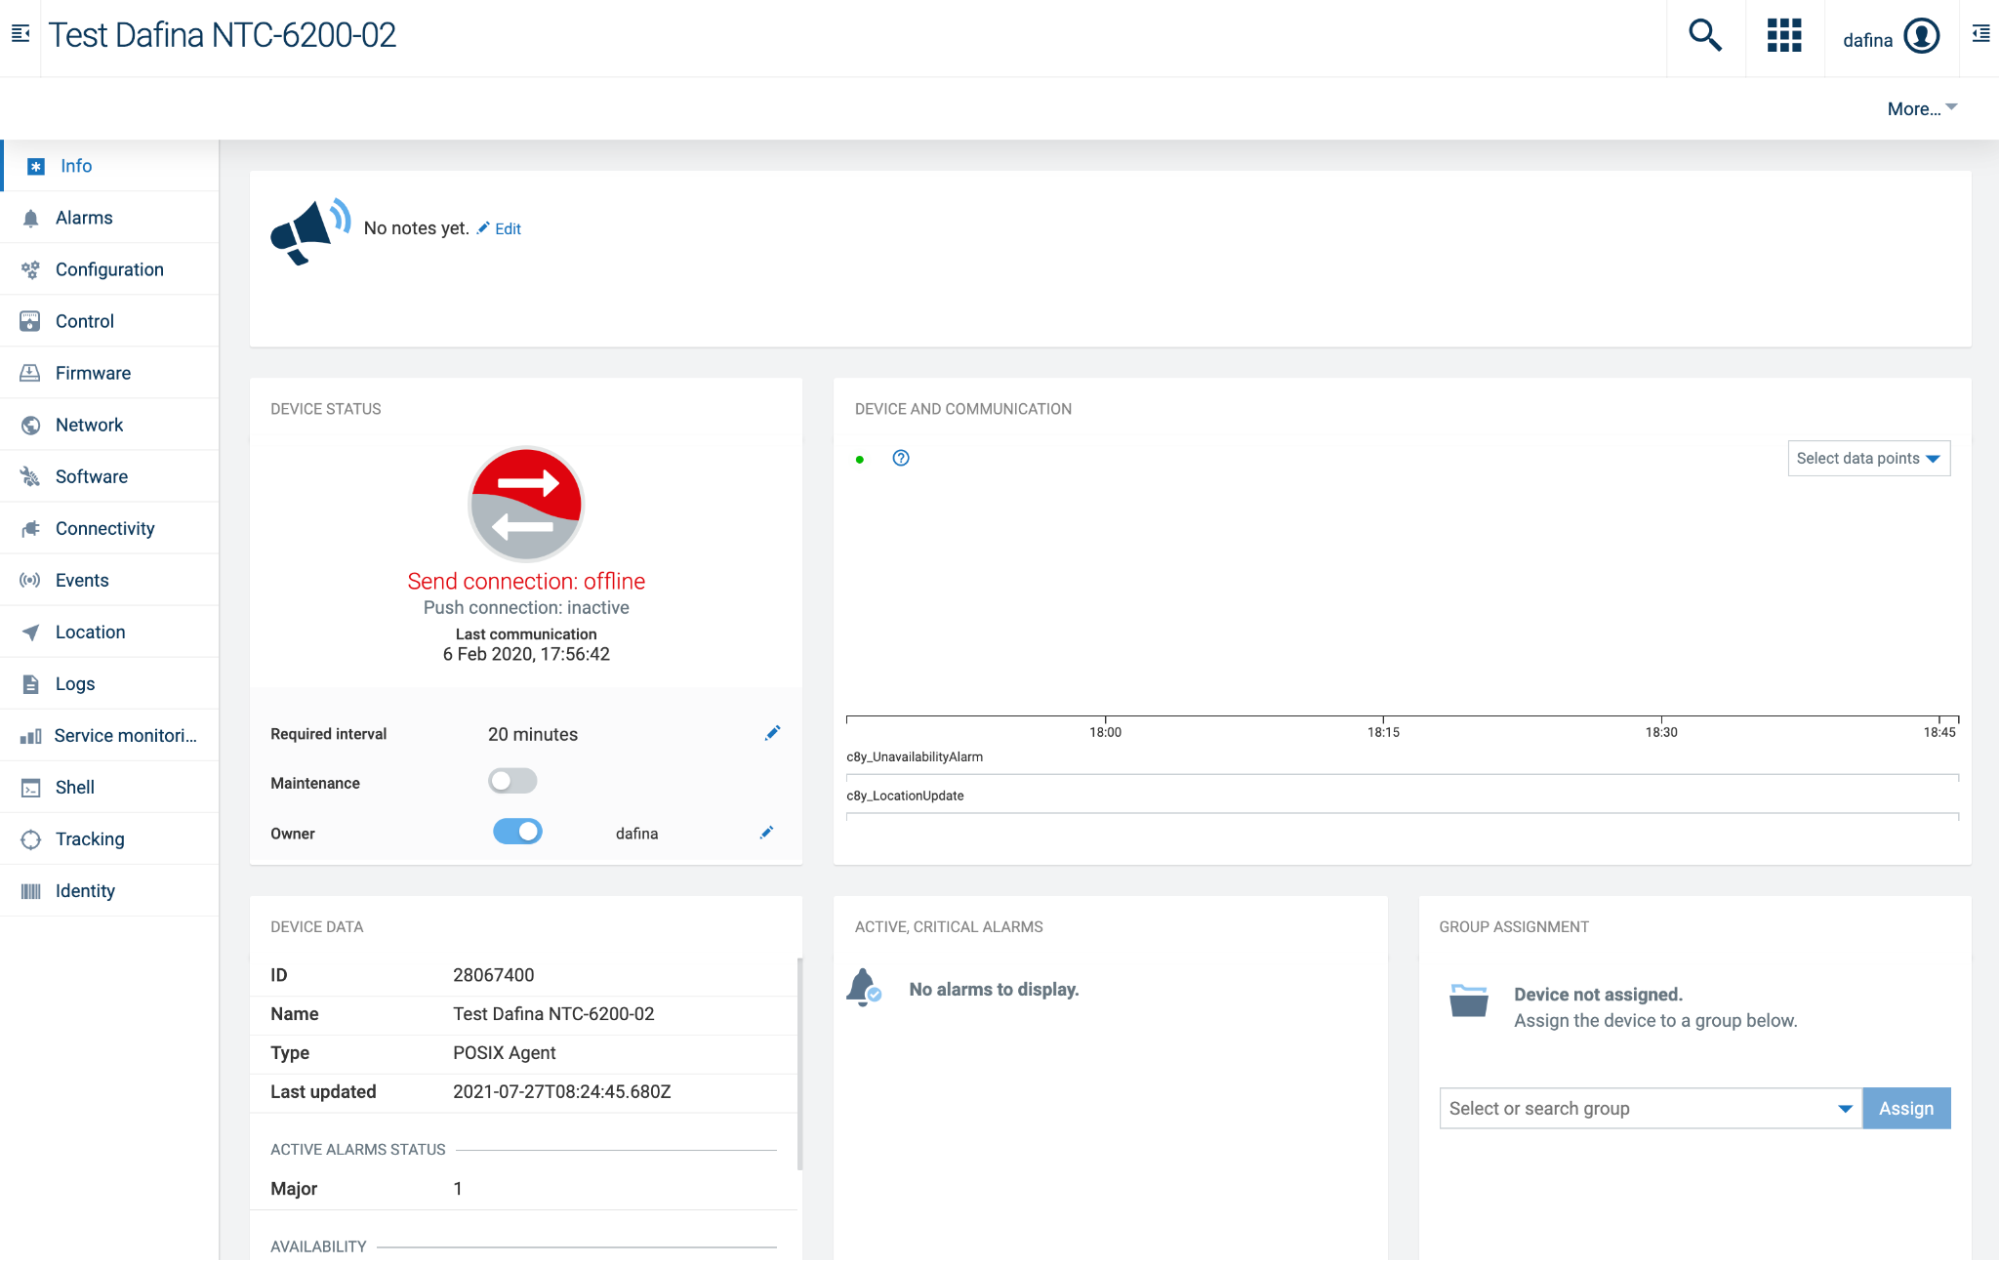 Test Dafina NTC-6200-02
dafina
More...
Info
Alarms
Configuration
Control
Firmware
Network
Software
Connectivity
Events
Location
Logs
Service monitori...
Shell
Tracking
Identity
No notes yet. Edit
DEVICE STATUS
Send connection: offline
Push connection: inactive
Last communication
6 Feb 2020, 17:56:42
Required interval 20 minutes
Maintenance
Owner dafina
DEVICE AND COMMUNICATION
Select data points
18:00 18:15 18:30 18:45
c8y_UnavailabilityAlarm
c8y_LocationUpdate
DEVICE DATA
ID 28067400
Name Test Dafina NTC-6200-02
Type POSIX Agent
Last updated 2021-07-27T08:24:45.680Z
ACTIVE ALARMS STATUS
Major 1
AVAILABILITY
ACTIVE, CRITICAL ALARMS
No alarms to display.
GROUP ASSIGNMENT
Device not assigned.
Assign the device to a group below.
Select or search group Assign